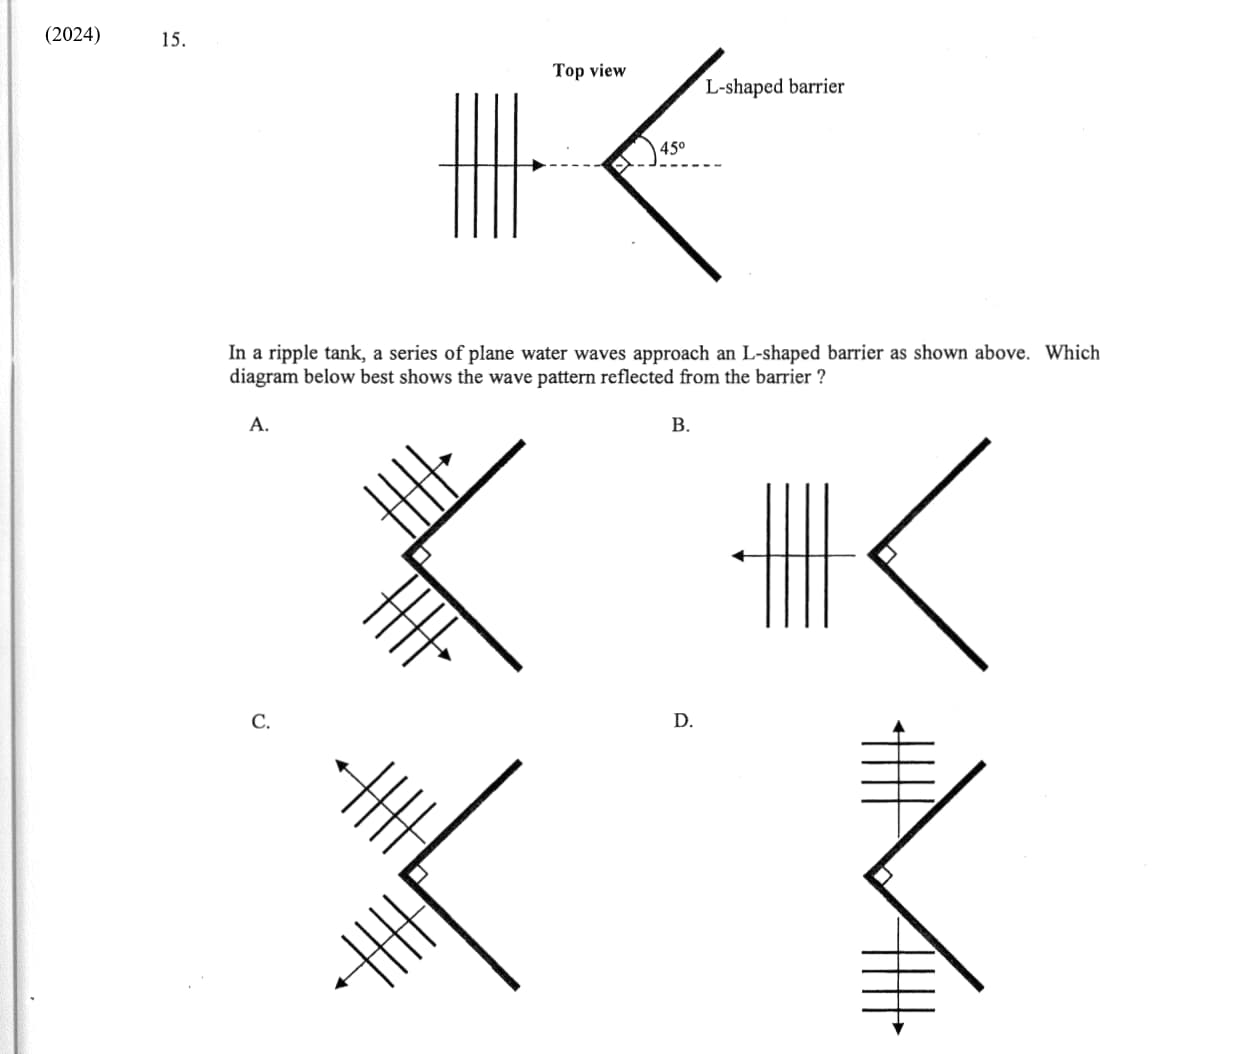 (2024)
15.
Top view
L-shaped barrier
45°
In a ripple tank, a series of plane water waves approach an L-shaped barrier as shown above. Which
diagram below best shows the wave pattern reflected from the barrier ?
A.
B.
C.
D.